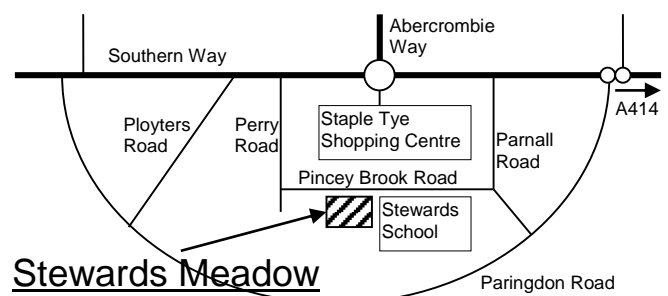 Abercrombie
Way
Southern Way
A414
Ployters
Road
Perry
Road
Staple Tye
Shopping Centre
Parnall
Road
Pincey Brook Road
Stewards
School
Stewards Meadow
Paringdon Road